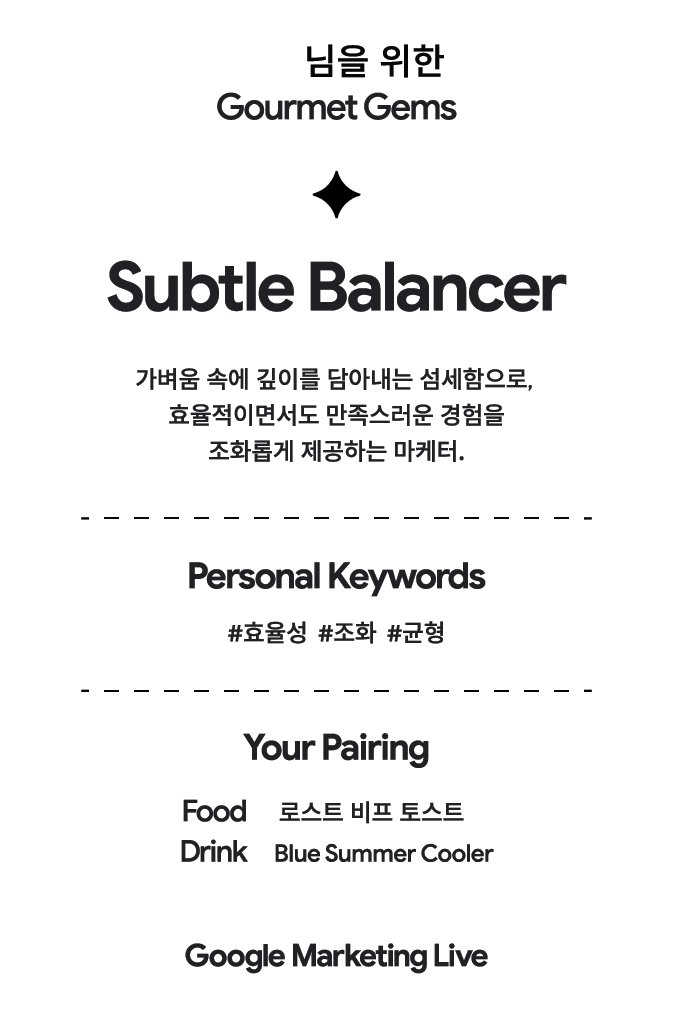 님을 위한
Gourmet Gems
Subtle Balancer
가벼움 속에 깊이를 담아내는 섬세함으로,
효율적이면서도 만족스러운 경험을
조화롭게 제공하는 마케터.
Personal Keywords
#효율성 #조화 #균형
Your Pairing
Food 로스트 비프 토스트
Drink Blue Summer Cooler
Google Marketing Live